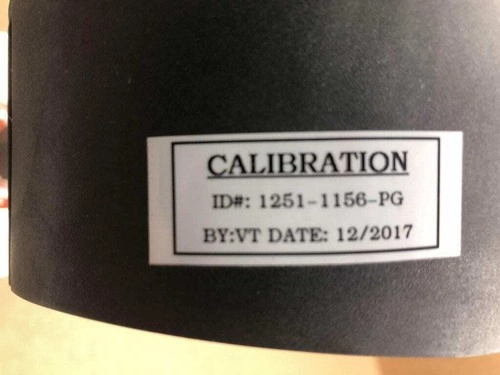 CALIBRATION
ID#: 1251-1156-PG
BY:VT DATE: 12/2017